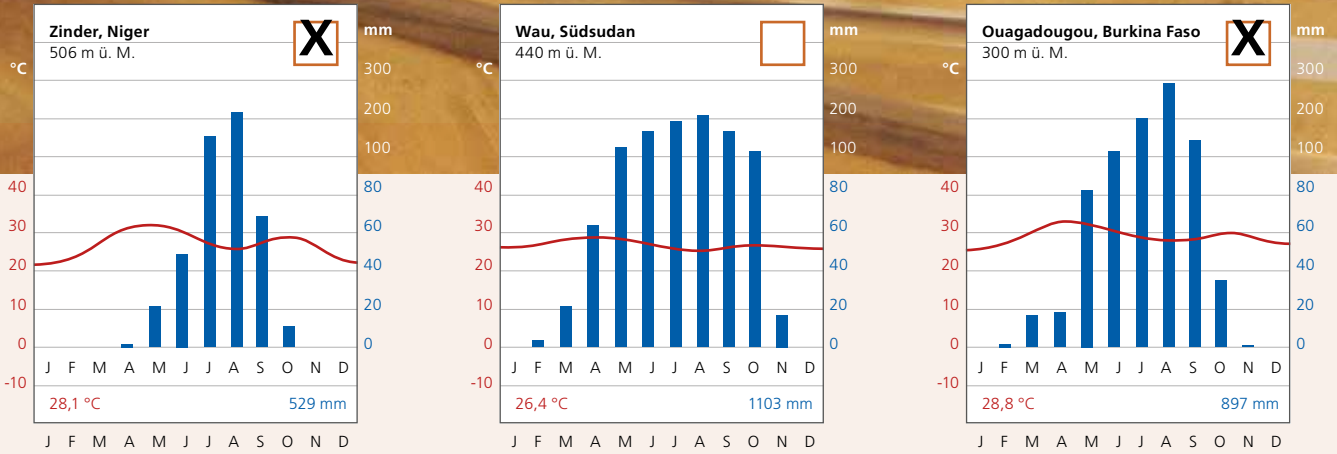 Zinder, Niger
506 m ü. M.
X
mm
°C
300
200
100
40
80
30
60
20
40
10
20
0
0
J F M A M J J A S O N D
-10
28,1 °C
529 mm
J F M A M J J A S O N D
Wau, Südsudan
440 m ü. M.
mm
°C
300
200
100
40
80
30
60
20
40
10
20
0
0
J F M A M J J A S O N D
-10
26,4 °C
1103 mm
J F M A M J J A S O N D
Ouagadougou, Burkina Faso
300 m ü. M.
X
mm
°C
300
200
100
40
80
30
60
20
40
10
20
0
0
J F M A M J J A S O N D
-10
28,8 °C
897 mm
J F M A M J J A S O N D